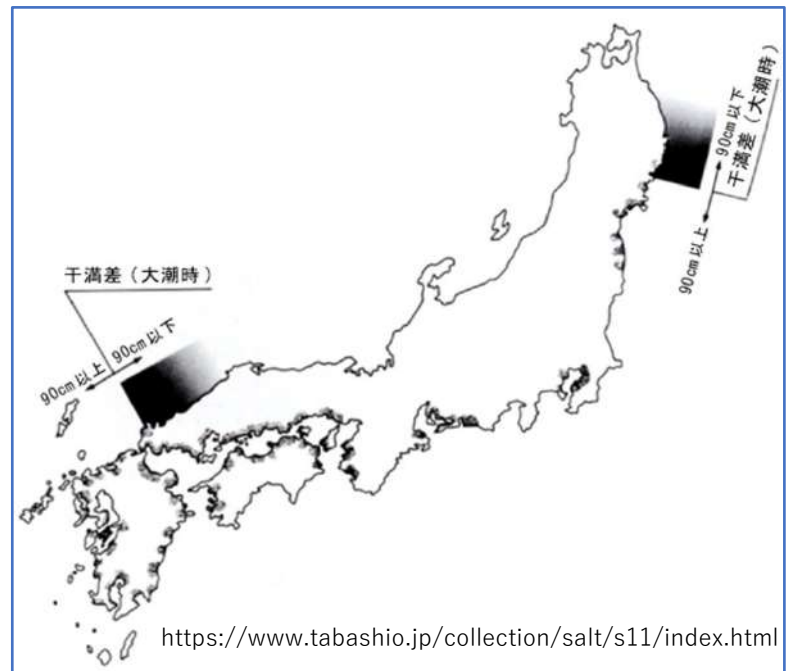 90cm以下
干満差（大潮時）
90cm以上
干満差（大潮時）
90cm以下
90cm以上
https://www.tabashio.jp/collection/salt/s11/index.html